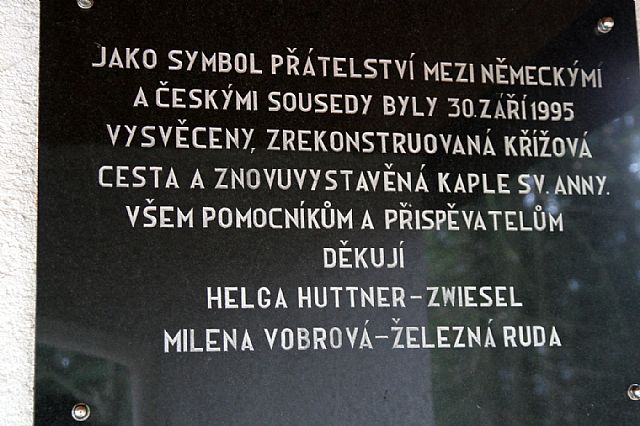 JAKO SYMBOL PŘÁTELSTVÍ MEZI NĚMECKÝMI
A ČESKÝMI SOUSEDY BYLY 30.ZÁŘÍ 1995
VYSVĚCENY, ZREKONSTRUOVANÁ KŘÍŽOVÁ
CESTA A ZNOVUVYSTAVĚNÁ KAPLE SV. ANNY.
VŠEM POMOCNÍKŮM A PŘISPĚVATELŮM
DĚKUJÍ
HELGA HUTTNER-ZWIESEL
MILENA VOBROVÁ-ŽELEZNÁ RUDA